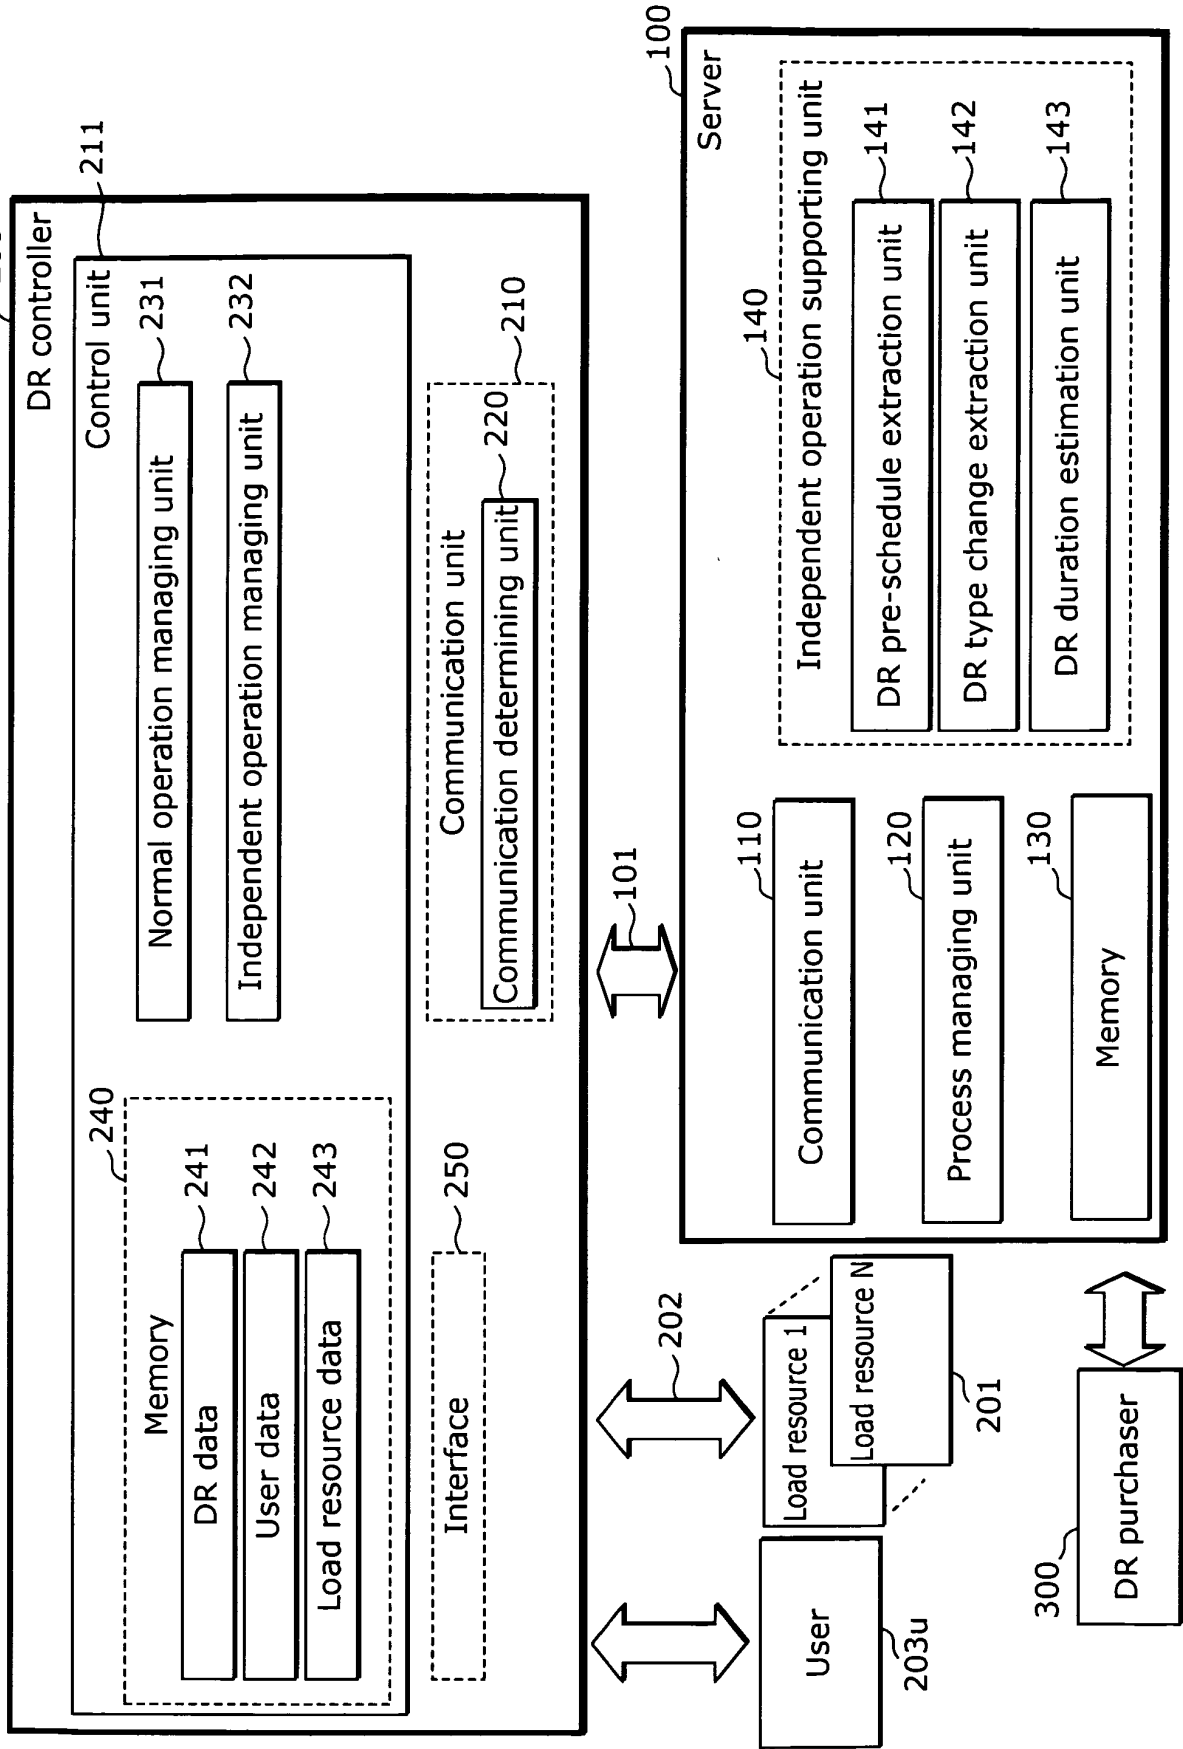 DR controller
Control unit
211
240
Memory
DR data
241
User data
242
Load resource data
243
Normal operation managing unit
231
Independent operation managing unit
232
Interface
250
Communication unit
210
Communication determining unit
220
202
101
User
203u
Load resource 1
Load resource N
201
300
DR purchaser
100
Server
Communication unit
110
Process managing unit
120
Memory
130
140
Independent operation supporting unit
DR pre-schedule extraction unit
141
DR type change extraction unit
142
DR duration estimation unit
143